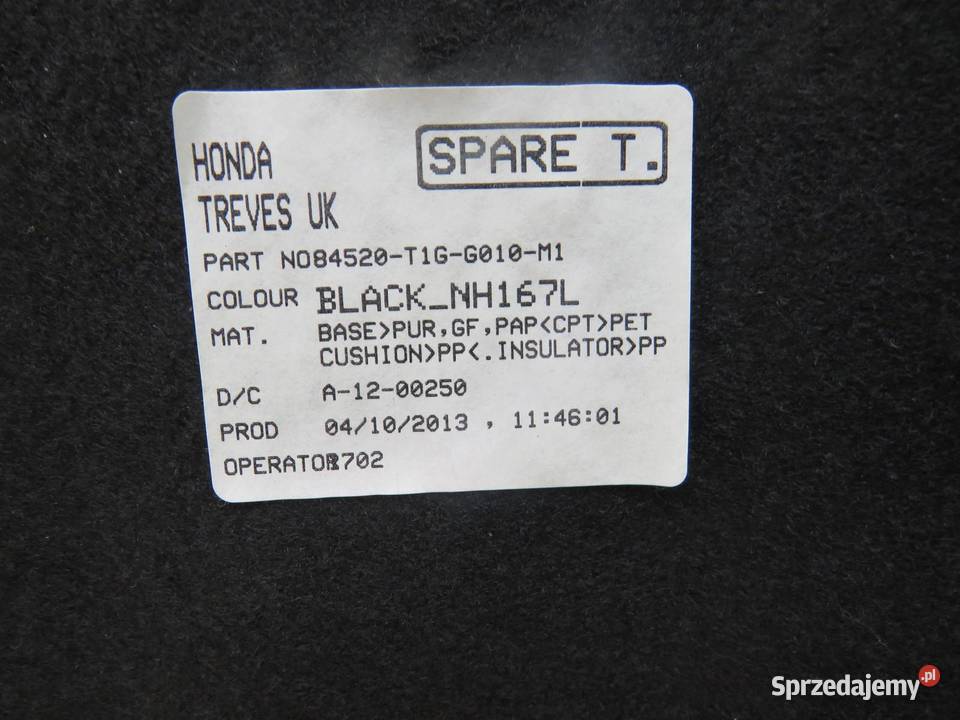 HONDA
SPARE T.
TREVES UK
PART NO84520-T1G-G010-M1
COLOUR BLACK_NH167L
MAT. BASE>PUR,GF,PAP<CPT>PET
CUSHION>PP<.INSULATOR>PP
D/C A-12-00250
PROD 04/10/2013 , 11:46:01
Sprzedajemy.pl